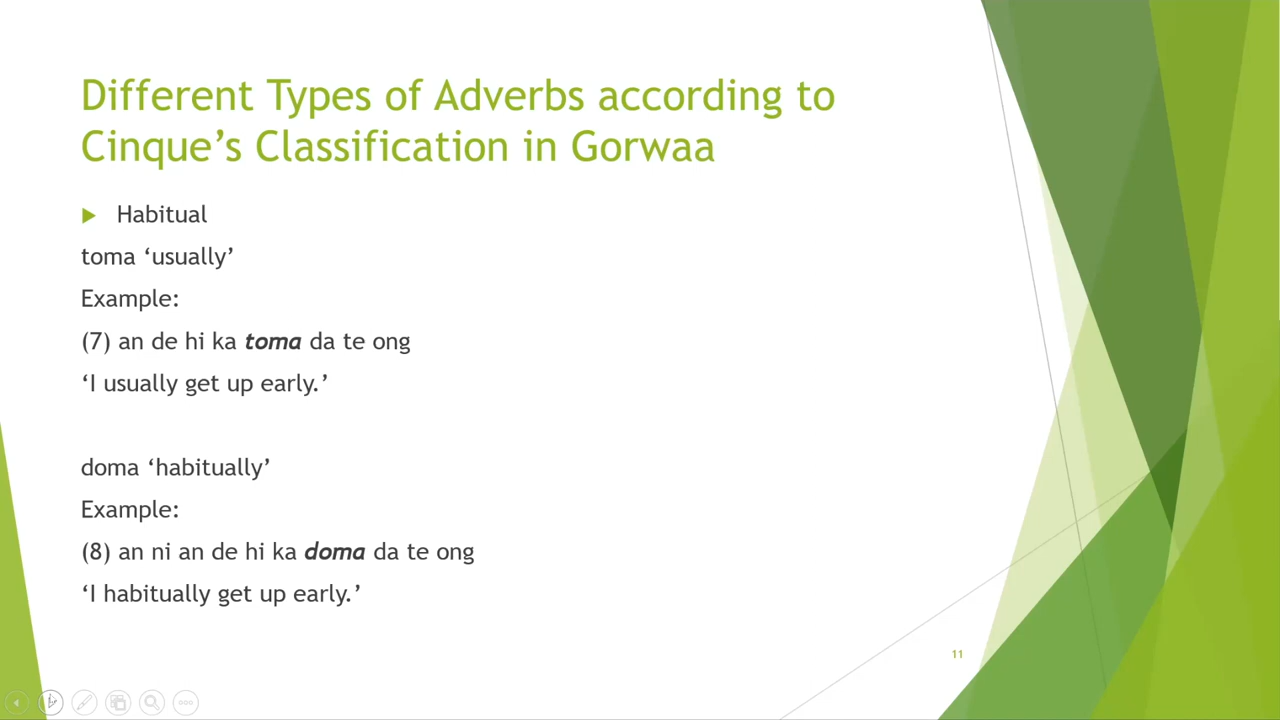 Different Types of Adverbs according to
Cinque’s Classification in Gorwaa
Habitual
toma ‘usually’
Example:
(7) an de hi ka toma da te ong
‘I usually get up early.’
doma ‘habitually’
Example:
(8) an ni an de hi ka doma da te ong
‘I habitually get up early.’
11